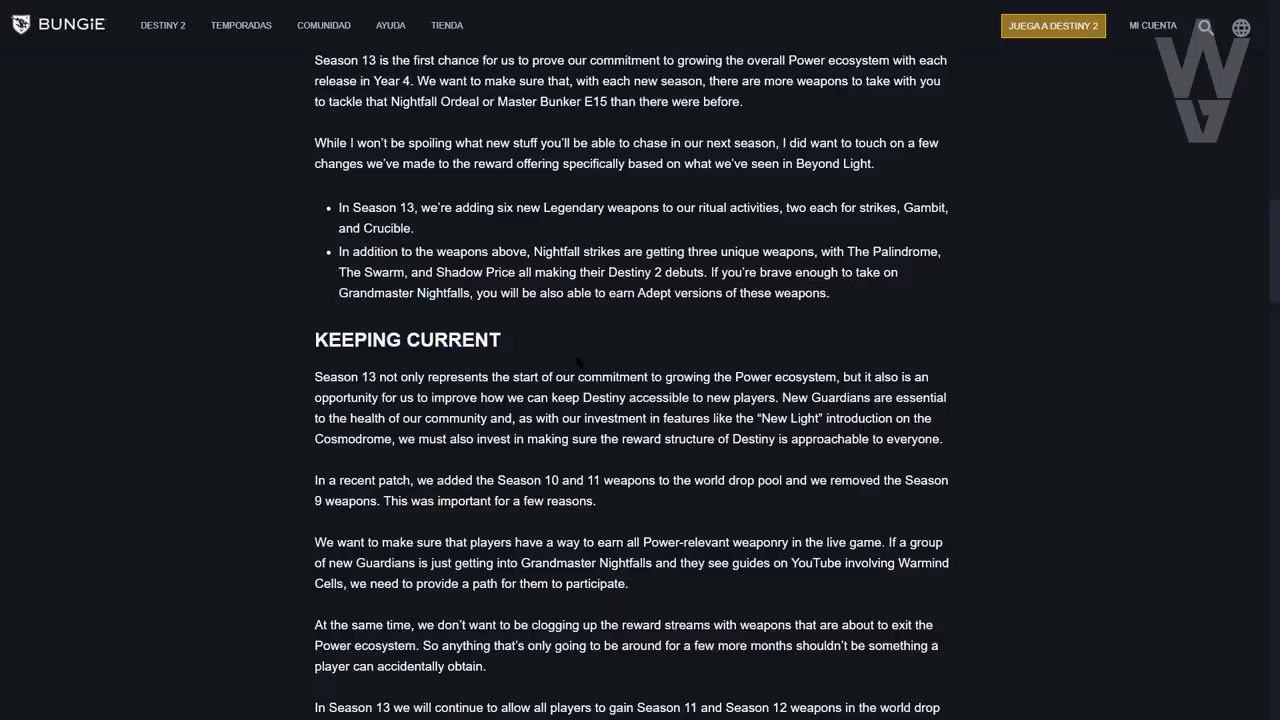 BUNGiE DESTINY 2 TEMPORADAS COMUNIDAD AYUDA TIENDA JUEGA A DESTINY 2 MI CUENTA
Season 13 is the first chance for us to prove our commitment to growing the overall Power ecosystem with each
release in Year 4. We want to make sure that, with each new season, there are more weapons to take with you
to tackle that Nightfall Ordeal or Master Bunker E15 than there were before.
While I won’t be spoiling what new stuff you’ll be able to chase in our next season, I did want to touch on a few
changes we’ve made to the reward offering specifically based on what we’ve seen in Beyond Light.
• In Season 13, we’re adding six new Legendary weapons to our ritual activities, two each for strikes, Gambit,
and Crucible.
• In addition to the weapons above, Nightfall strikes are getting three unique weapons, with The Palindrome,
The Swarm, and Shadow Price all making their Destiny 2 debuts. If you’re brave enough to take on
Grandmaster Nightfalls, you will be also able to earn Adept versions of these weapons.
KEEPING CURRENT
Season 13 not only represents the start of our commitment to growing the Power ecosystem, but it also is an
opportunity for us to improve how we can keep Destiny accessible to new players. New Guardians are essential
to the health of our community and, as with our investment in features like the “New Light” introduction on the
Cosmodrome, we must also invest in making sure the reward structure of Destiny is approachable to everyone.
In a recent patch, we added the Season 10 and 11 weapons to the world drop pool and we removed the Season
9 weapons. This was important for a few reasons.
We want to make sure that players have a way to earn all Power-relevant weaponry in the live game. If a group
of new Guardians is just getting into Grandmaster Nightfalls and they see guides on YouTube involving Warmind
Cells, we need to provide a path for them to participate.
At the same time, we don’t want to be clogging up the reward streams with weapons that are about to exit the
Power ecosystem. So anything that’s only going to be around for a few more months shouldn’t be something a
player can accidentally obtain.
In Season 13 we will continue to allow all players to gain Season 11 and Season 12 weapons in the world drop